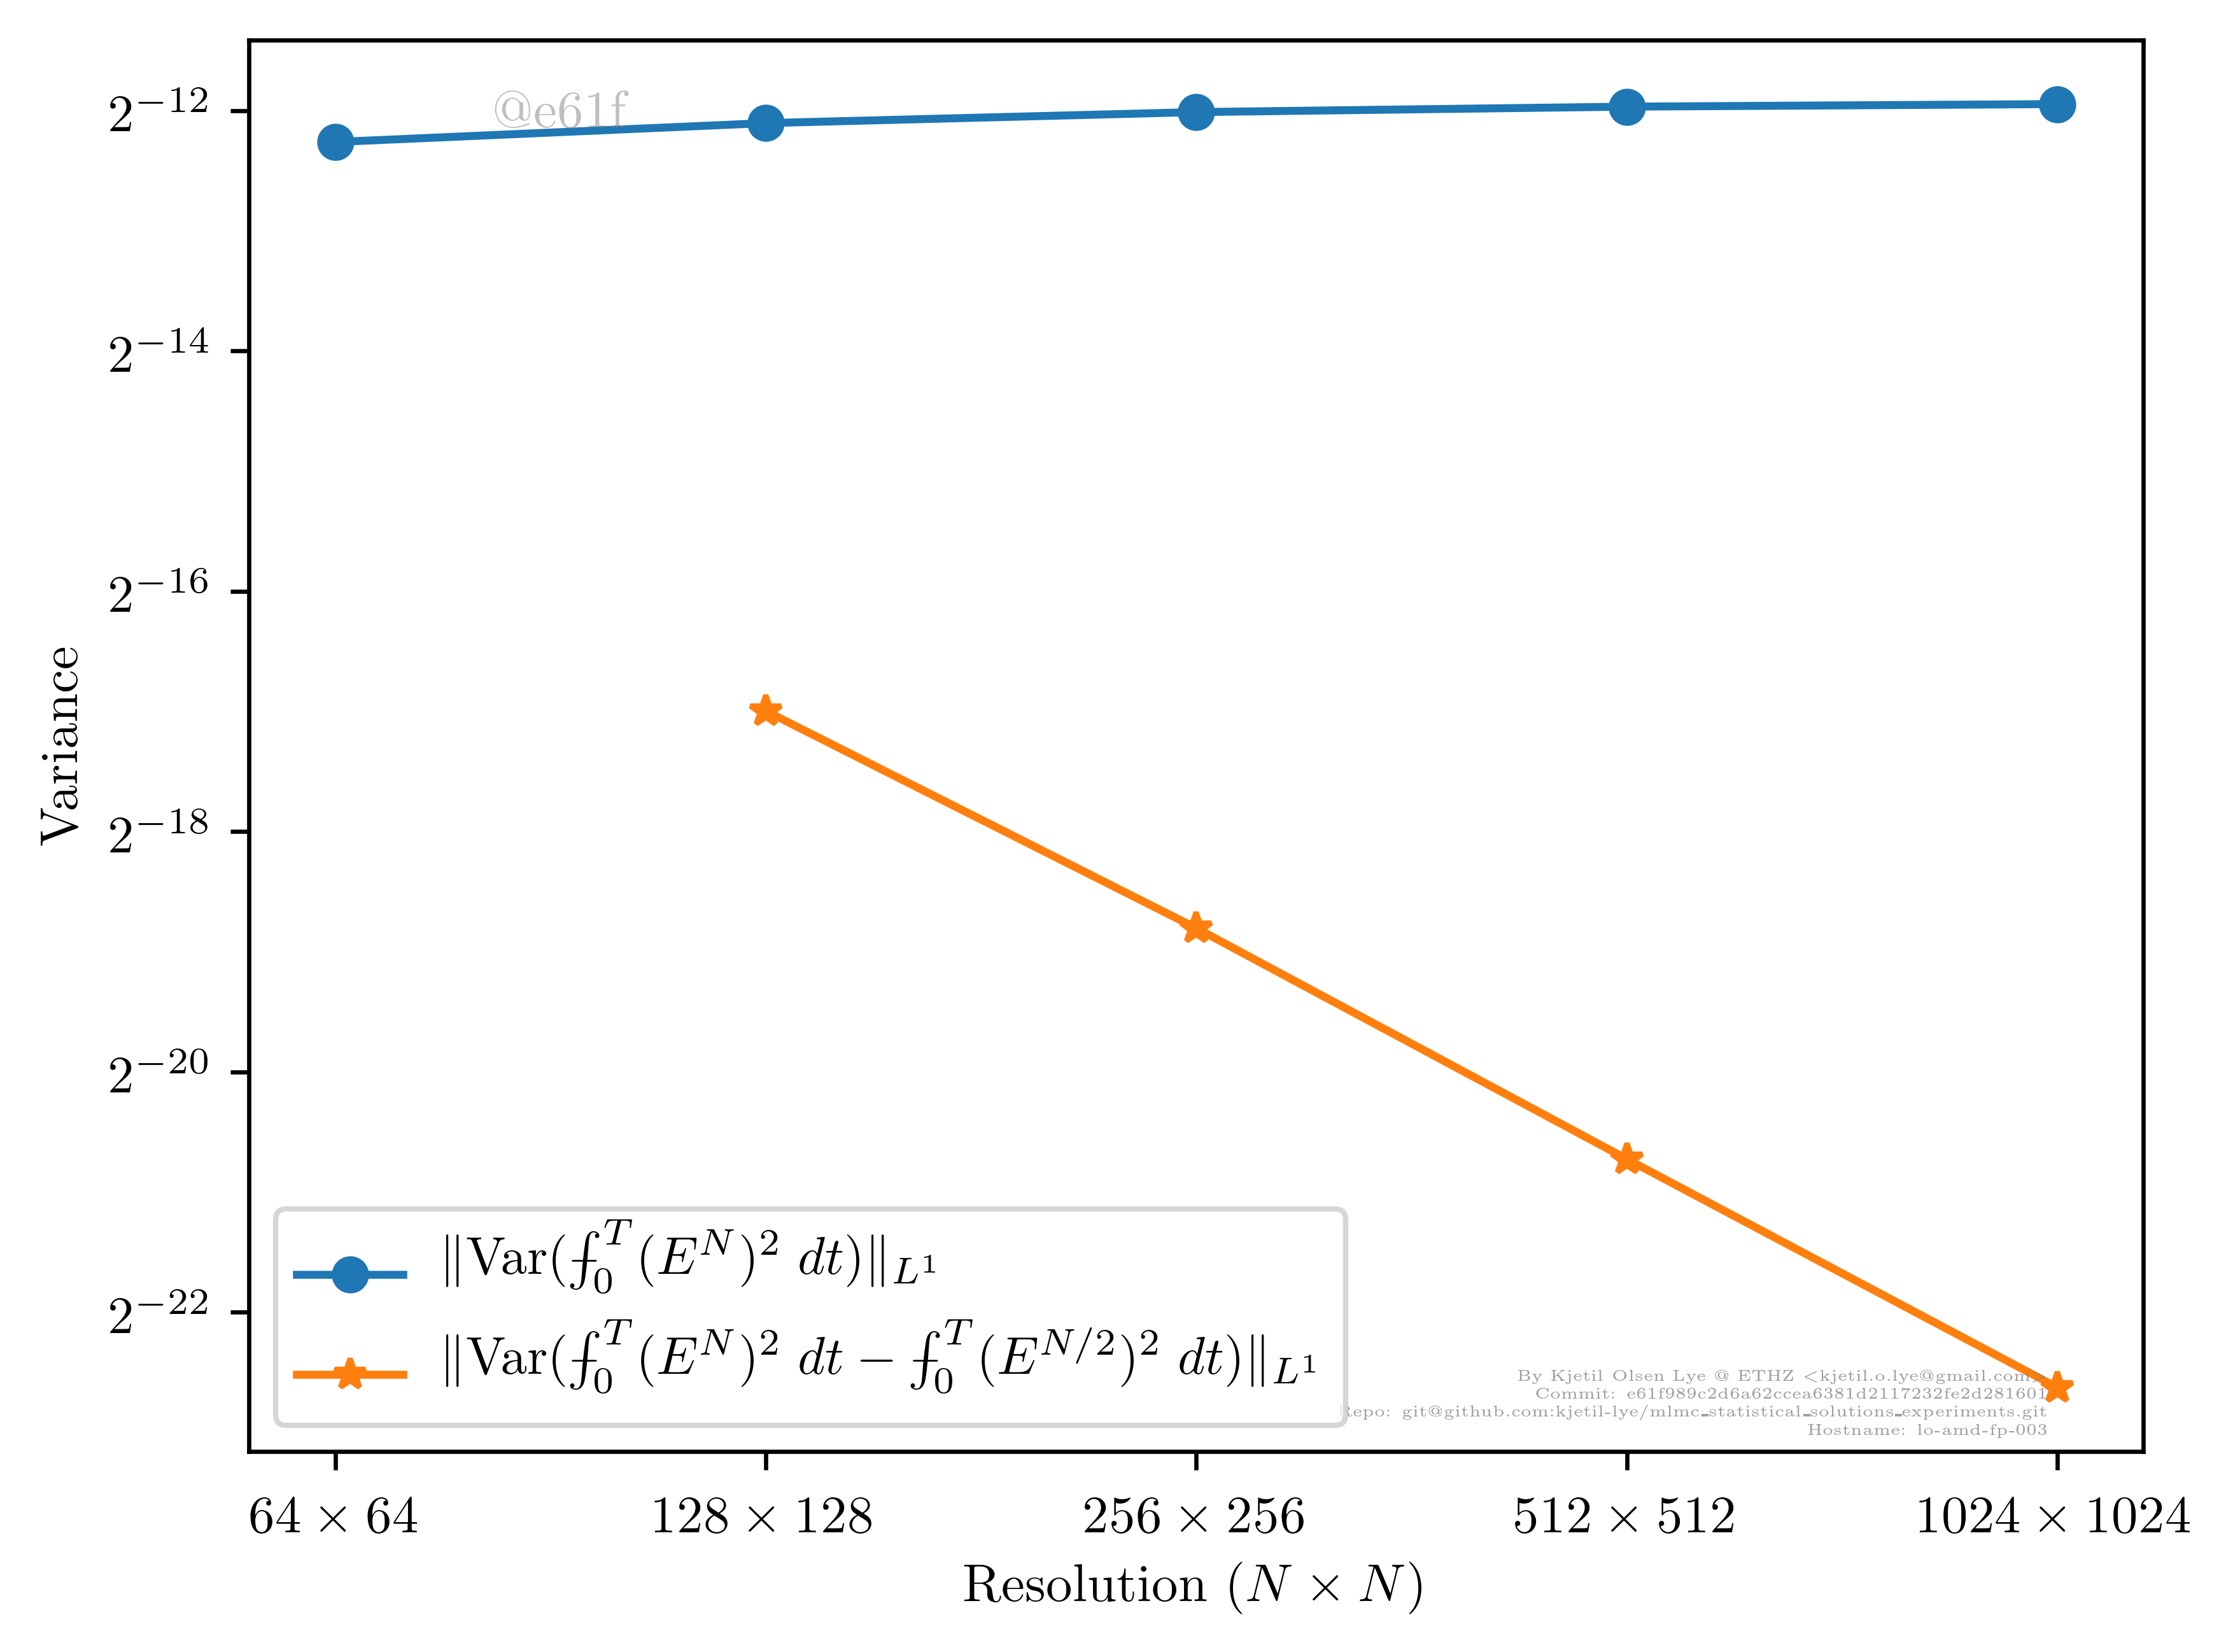 ©e61f
2^{-12}
2^{-14}
2^{-16}
2^{-18}
2^{-20}
2^{-22}
Variance
∥Var(⨍_0^T (E^N)^2 dt)∥_{L^1}
∥Var(⨍_0^T (E^N)^2 dt − ⨍_0^T (E^{N/2})^2 dt)∥_{L^1}
By Kjetil Olsen Lye @ ETHZ <kjetil.o.lye@gmail.com
Commit: e61f989c2d6a62ccea6381d2117232fe2d281601
Repo: git@github.com:kjetil-lye/mlmc_statistical_solutions_experiments.git
Hostname: lo-amd-fp-003
64 × 64 128 × 128 256 × 256 512 × 512 1024 × 1024
Resolution (N × N)